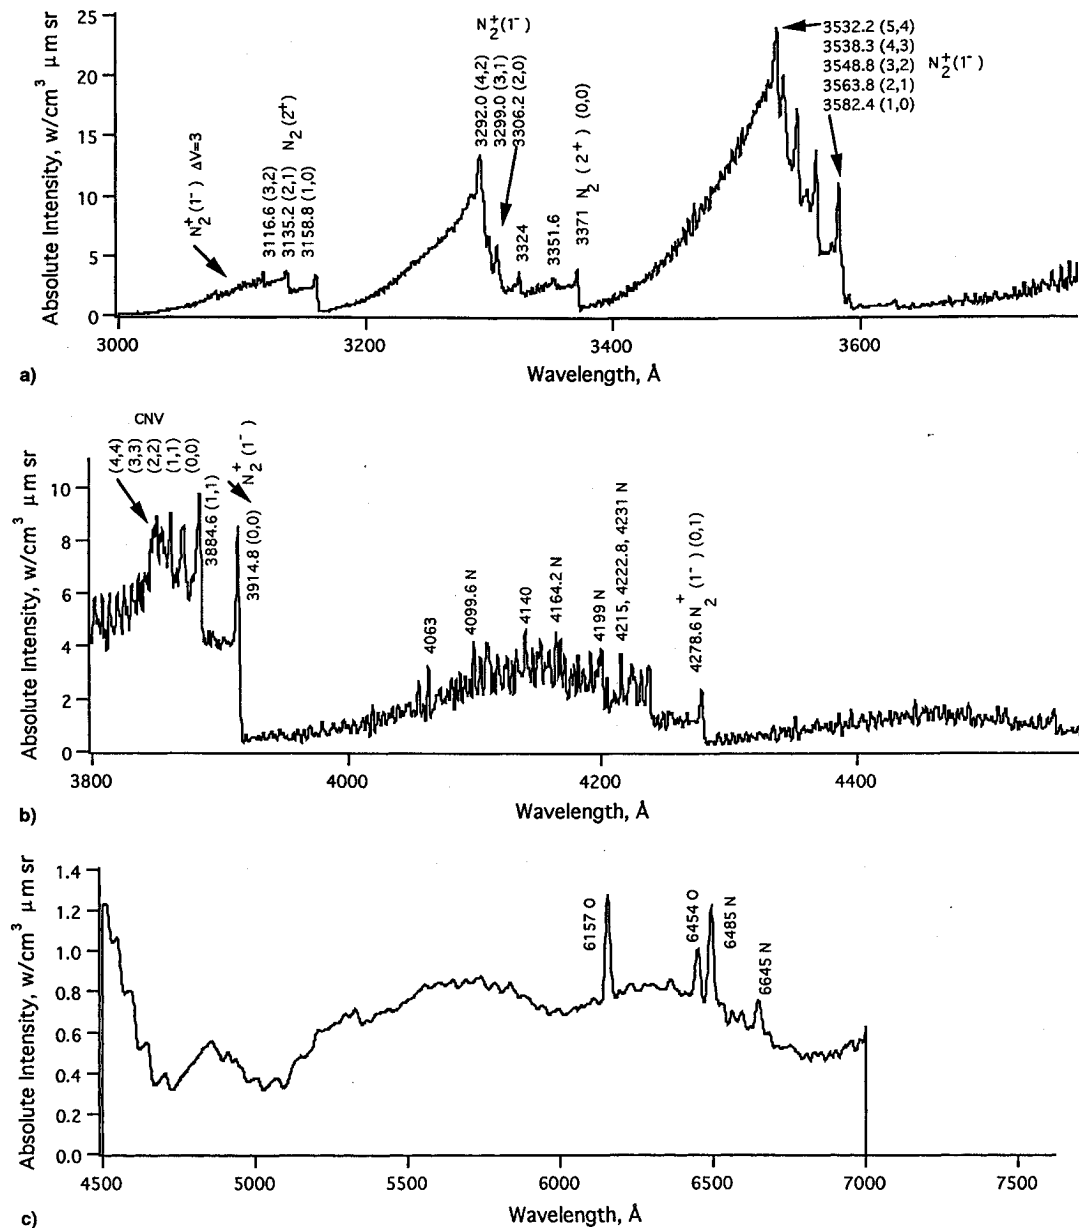 Absolute Intensity, w/cm³ μm sr
25
20
15
10
5
0
N₂⁺(1⁻) ΔV=3
3116.6 (3,2)
3135.2 (2,1) N₂(2⁺)
3158.8 (1,0)
N₂⁺(1⁻)
3292.0 (4,2)
3299.0 (3,1)
3306.2 (2,0)
3324
3351.6
3371 N₂ (2⁺) (0,0)
3532.2 (5,4)
3538.3 (4,3)
3548.8 (3,2) N₂⁺(1⁻)
3563.8 (2,1)
3582.4 (1,0)
3000
3200
3400
3600
Wavelength, Å
a)
Absolute Intensity, w/cm³ μm sr
10
8
6
4
2
0
CNV
(4,4)
(3,3)
(2,2)
(1,1)
(0,0)
3884.6 (1,1)
N₂⁺(1⁻)
3914.8 (0,0)
4063
4099.6 N
4140
4164.2 N
4199 N
4215, 4222.8, 4231 N
4278.6 N₂⁺ (1⁻) (0,1)
3800
4000
4200
4400
Wavelength, Å
b)
Absolute Intensity, w/cm³ μm sr
1.4
1.2
1.0
0.8
0.6
0.4
0.2
0.0
6157 O
6454 O
6485 N
6645 N
4500
5000
5500
6000
6500
7000
7500
Wavelength, Å
c)